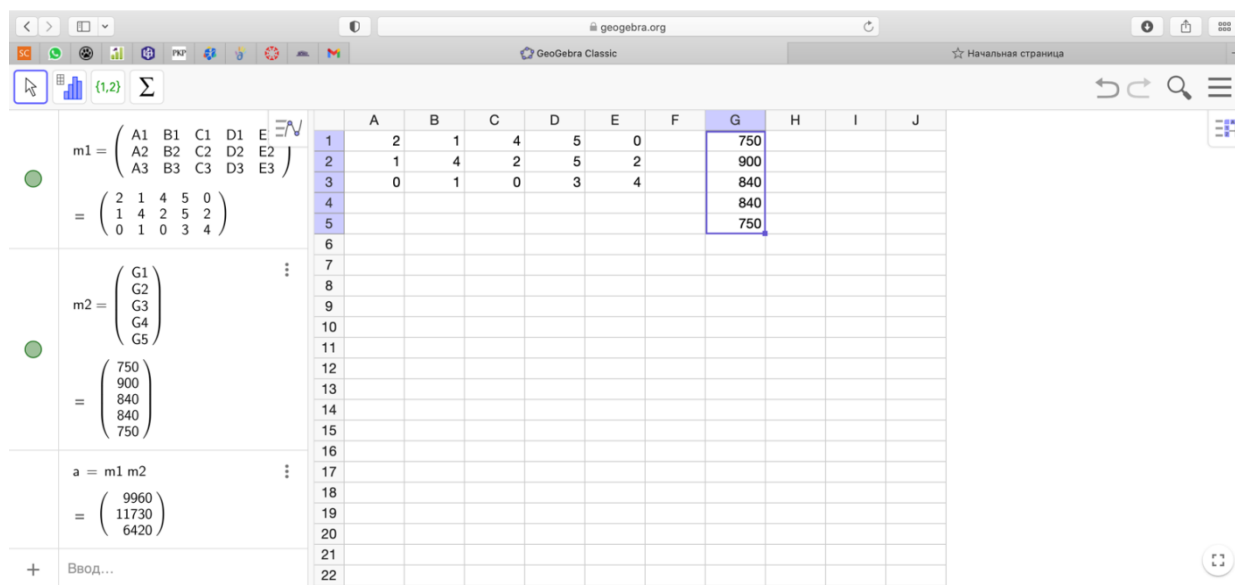 geogebra.org
SC PKP GeoGebra Classic Начальная страница
{1,2} Σ
m1 = ( A1 B1 C1 D1 E
A2 B2 C2 D2 E2
A3 B3 C3 D3 E3 )
= ( 2 1 4 5 0
1 4 2 5 2
0 1 0 3 4 )
m2 = ( G1
G2
G3
G4
G5 )
= ( 750
900
840
840
750 )
a = m1 m2
= ( 9960
11730
6420 )
+ Ввод...
A B C D E F G H I J
1 2 1 4 5 0 750
2 1 4 2 5 2 900
3 0 1 0 3 4 840
4 840
5 750
6
7
8
9
10
11
12
13
14
15
16
17
18
19
20
21
22